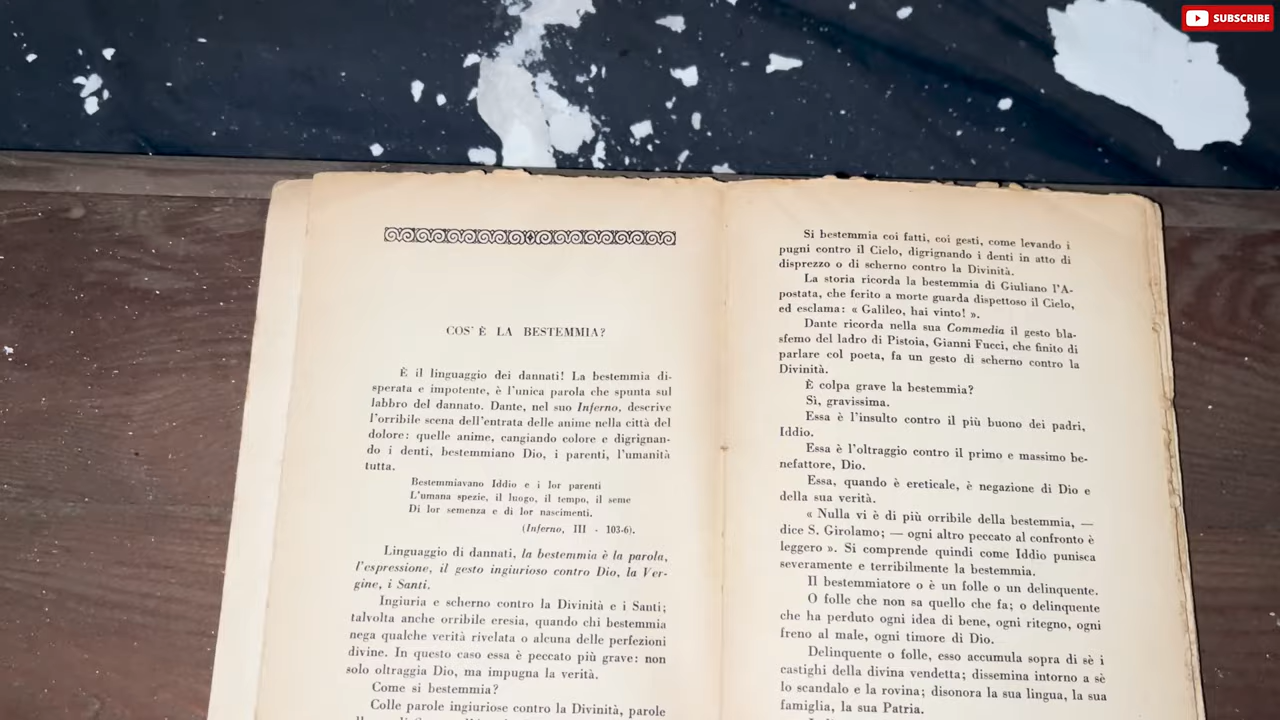 SUBSCRIBE
COS' È LA BESTEMMIA?
È il linguaggio dei dannati! La bestemmia di-
sperata e impotente, è l'unica parola che spunta sul
labbro del dannato. Dante, nel suo Inferno, descrive
l'orribile scena dell'entrata delle anime nella città del
dolore: quelle anime, cangiando colore e digrignan-
do i denti, bestemmiano Dio, i parenti, l'umanità
tutta.
Bestemmiavano Iddio e i lor parenti
L'umana spezie, il luogo, il tempo, il seme
Di lor semenza e di lor nascimenti.
(Inferno, III - 103-6).
Linguaggio di dannati, la bestemmia è la parola,
l'espressione, il gesto ingiurioso contro Dio, la Ver-
gine, i Santi.
Ingiuria e scherno contro la Divinità e i Santi;
talvolta anche orribile eresia, quando chi bestemmia
nega qualche verità rivelata o alcuna delle perfezioni
divine. In questo caso essa è peccato più grave: non
solo oltraggia Dio, ma impugna la verità.
Come si bestemmia?
Colle parole ingiuriose contro la Divinità, parole
Si bestemmia coi fatti, coi gesti, come levando i
pugni contro il Cielo, digrignando i denti in atto di
disprezzo o di scherno contro la Divinità.
La storia ricorda la bestemmia di Giuliano l'A-
postata, che ferito a morte guarda dispettoso il Cielo,
ed esclama: « Galileo, hai vinto! ».
Dante ricorda nella sua Commedia il gesto bla-
sfemo del ladro di Pistoia, Gianni Fucci, che finito di
parlare col poeta, fa un gesto di scherno contro la
Divinità.
È colpa grave la bestemmia?
Sì, gravissima.
Essa è l'insulto contro il più buono dei padri,
Iddio.
Essa è l'oltraggio contro il primo e massimo be-
nefattore, Dio.
Essa, quando è ereticale, è negazione di Dio e
della sua verità.
« Nulla vi è di più orribile della bestemmia, —
dice S. Girolamo; — ogni altro peccato al confronto è
leggero ». Si comprende quindi come Iddio punisca
severamente e terribilmente la bestemmia.
Il bestemmiatore o è un folle o un delinquente.
O folle che non sa quello che fa; o delinquente
che ha perduto ogni idea di bene, ogni ritegno, ogni
freno al male, ogni timore di Dio.
Delinquente o folle, esso accumula sopra di sè i
castighi della divina vendetta; dissemina intorno a sè
lo scandalo e la rovina; disonora la sua lingua, la sua
famiglia, la sua Patria.